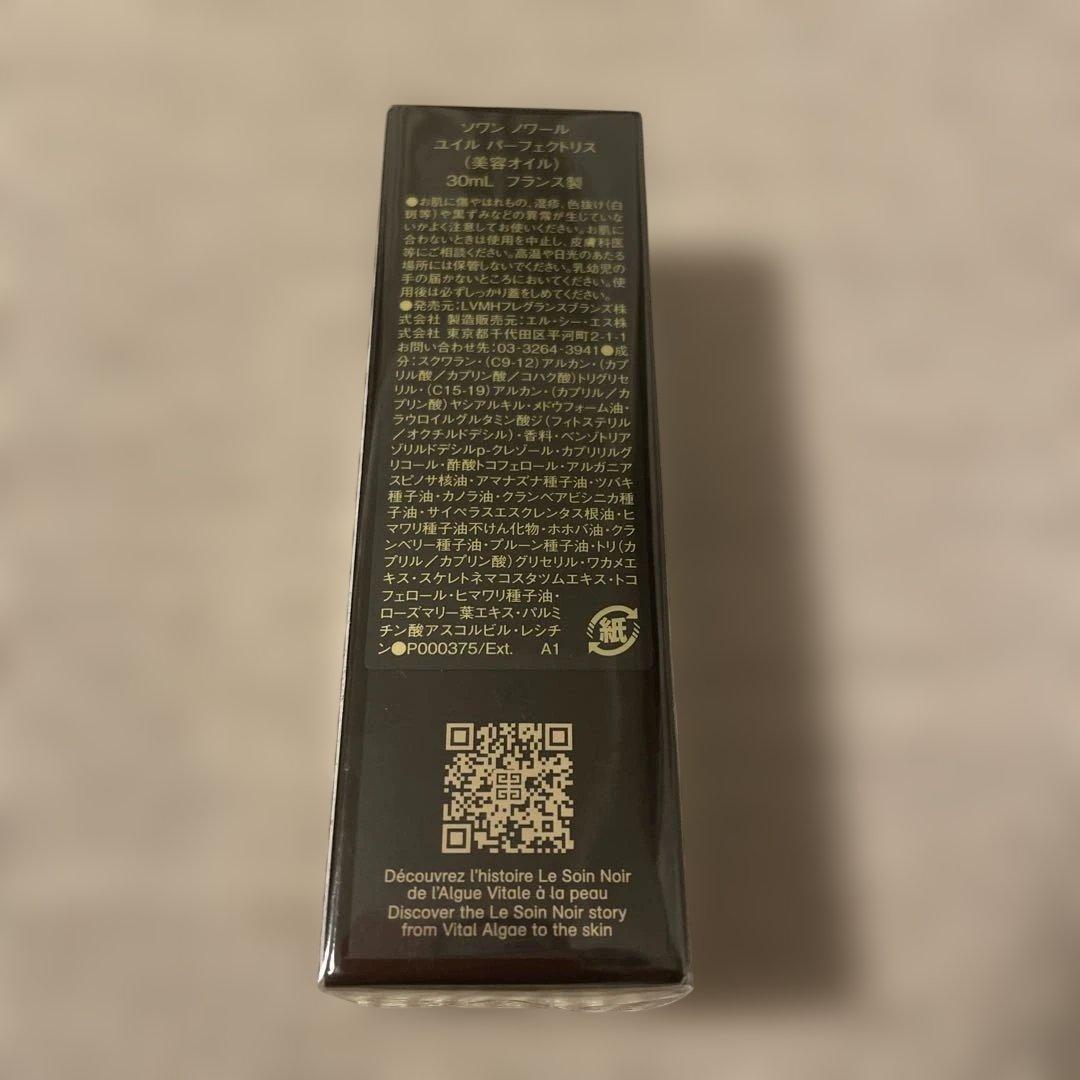 ソワン ノワール
ユイル パーフェクトリス
（美容オイル）
30mL フランス製
●お肌に傷やはれもの、湿疹、色抜け（白
斑等）や黒ずみなどの異常が生じていな
いかよく注意してお使いください。お肌に
合わないときは使用を中止し、皮膚科医
等にご相談ください。高温や日光のあたる
場所には保管しないでください。乳幼児の
手の届かないところにおいてください。使
用後は必ずしっかり蓋をしめてください。
●発売元：LVMHフレグランスブランズ株
式会社 製造販売元：エル・シー・エス株
式会社 東京都千代田区平河町2-1-1
お問い合わせ先：03-3264-3941●成
分：スクワラン・（C9-12）アルカン・（カプ
リル酸／カプリン酸／コハク酸）トリグリセ
リル・（C15-19）アルカン・（カプリル／カ
プリン酸）ヤシアルキル・メドウフォーム油・
ラウロイルグルタミン酸ジ（フィトステリル
／オクチルドデシル）・香料・ベンゾトリア
ゾリルドデシルp-クレゾール・カプリリルグ
リコール・酢酸トコフェロール・アルガニア
スピノサ核油・アマナズナ種子油・ツバキ
種子油・カノラ油・クランベアビシニカ種
子油・サイペラスエスクレンタス根油・ヒ
マワリ種子油不けん化物・ホホバ油・クラ
ンベリー種子油・プルーン種子油・トリ（カ
プリル／カプリン酸）グリセリル・ワカメエ
キス・スケレトネマコスタツムエキス・トコ
フェロール・ヒマワリ種子油・
ローズマリー葉エキス・パルミ
チン酸アスコルビル・レシチ
ン●P000375/Ext. A1
紙
Découvrez l'histoire Le Soin Noir
de l'Algue Vitale à la peau
Discover the Le Soin Noir story
from Vital Algae to the skin